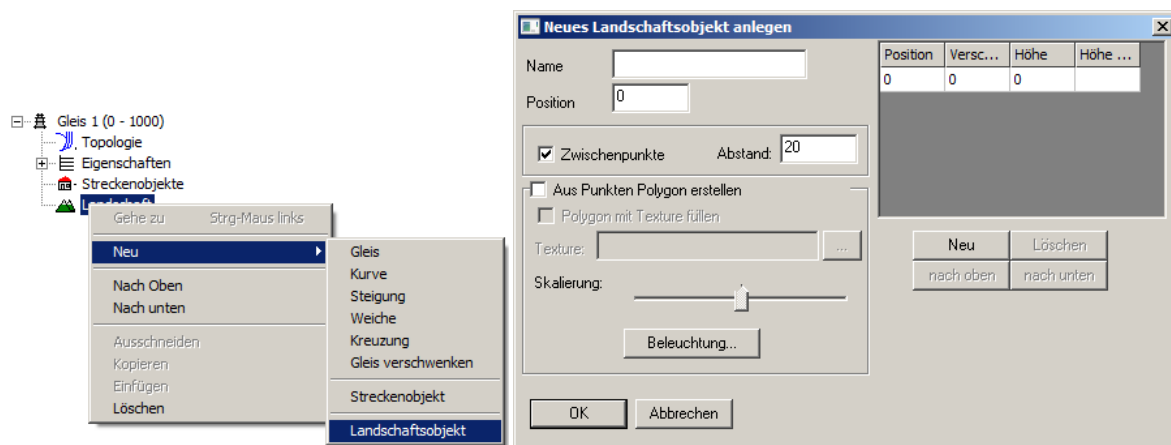 Gleis 1 (0 - 1000)
Topologie
Eigenschaften
Streckenobjekte
Landschaft
Gehe zu Strg-Maus links
Neu
Nach Oben
Nach unten
Ausschneiden
Kopieren
Einfügen
Löschen
Gleis
Kurve
Steigung
Weiche
Kreuzung
Gleis verschwenken
Streckenobjekt
Landschaftsobjekt
Neues Landschaftsobjekt anlegen
Name
Position 0
Zwischenpunkte Abstand: 20
Aus Punkten Polygon erstellen
Polygon mit Texture füllen
Texture: ...
Skalierung:
Beleuchtung...
OK Abbrechen
Position Versc... Höhe Höhe ...
0 0 0
Neu Löschen
nach oben nach unten